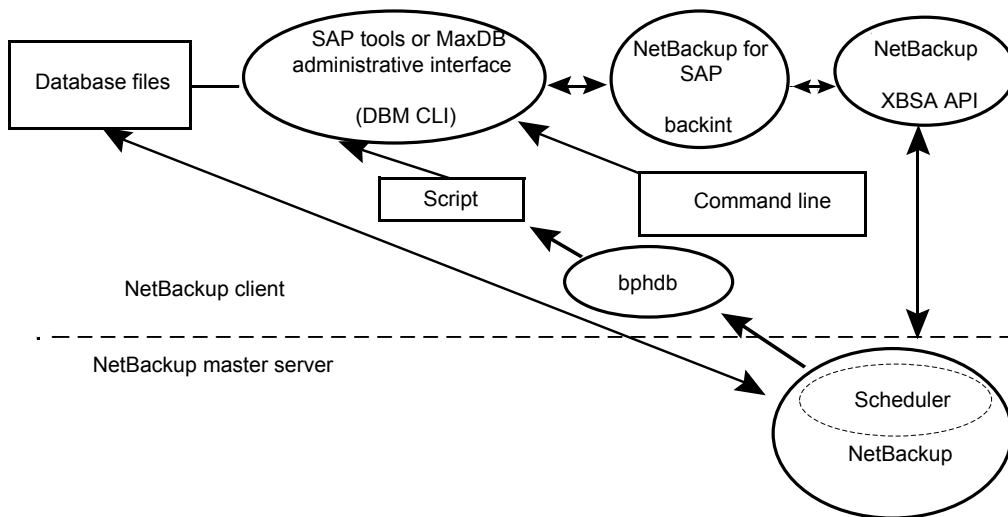 Database files
SAP tools or MaxDB
administrative interface
(DBM CLI)
NetBackup for
SAP
backint
NetBackup
XBSA API
Script
Command line
bphdb
NetBackup client
NetBackup master server
Scheduler
NetBackup